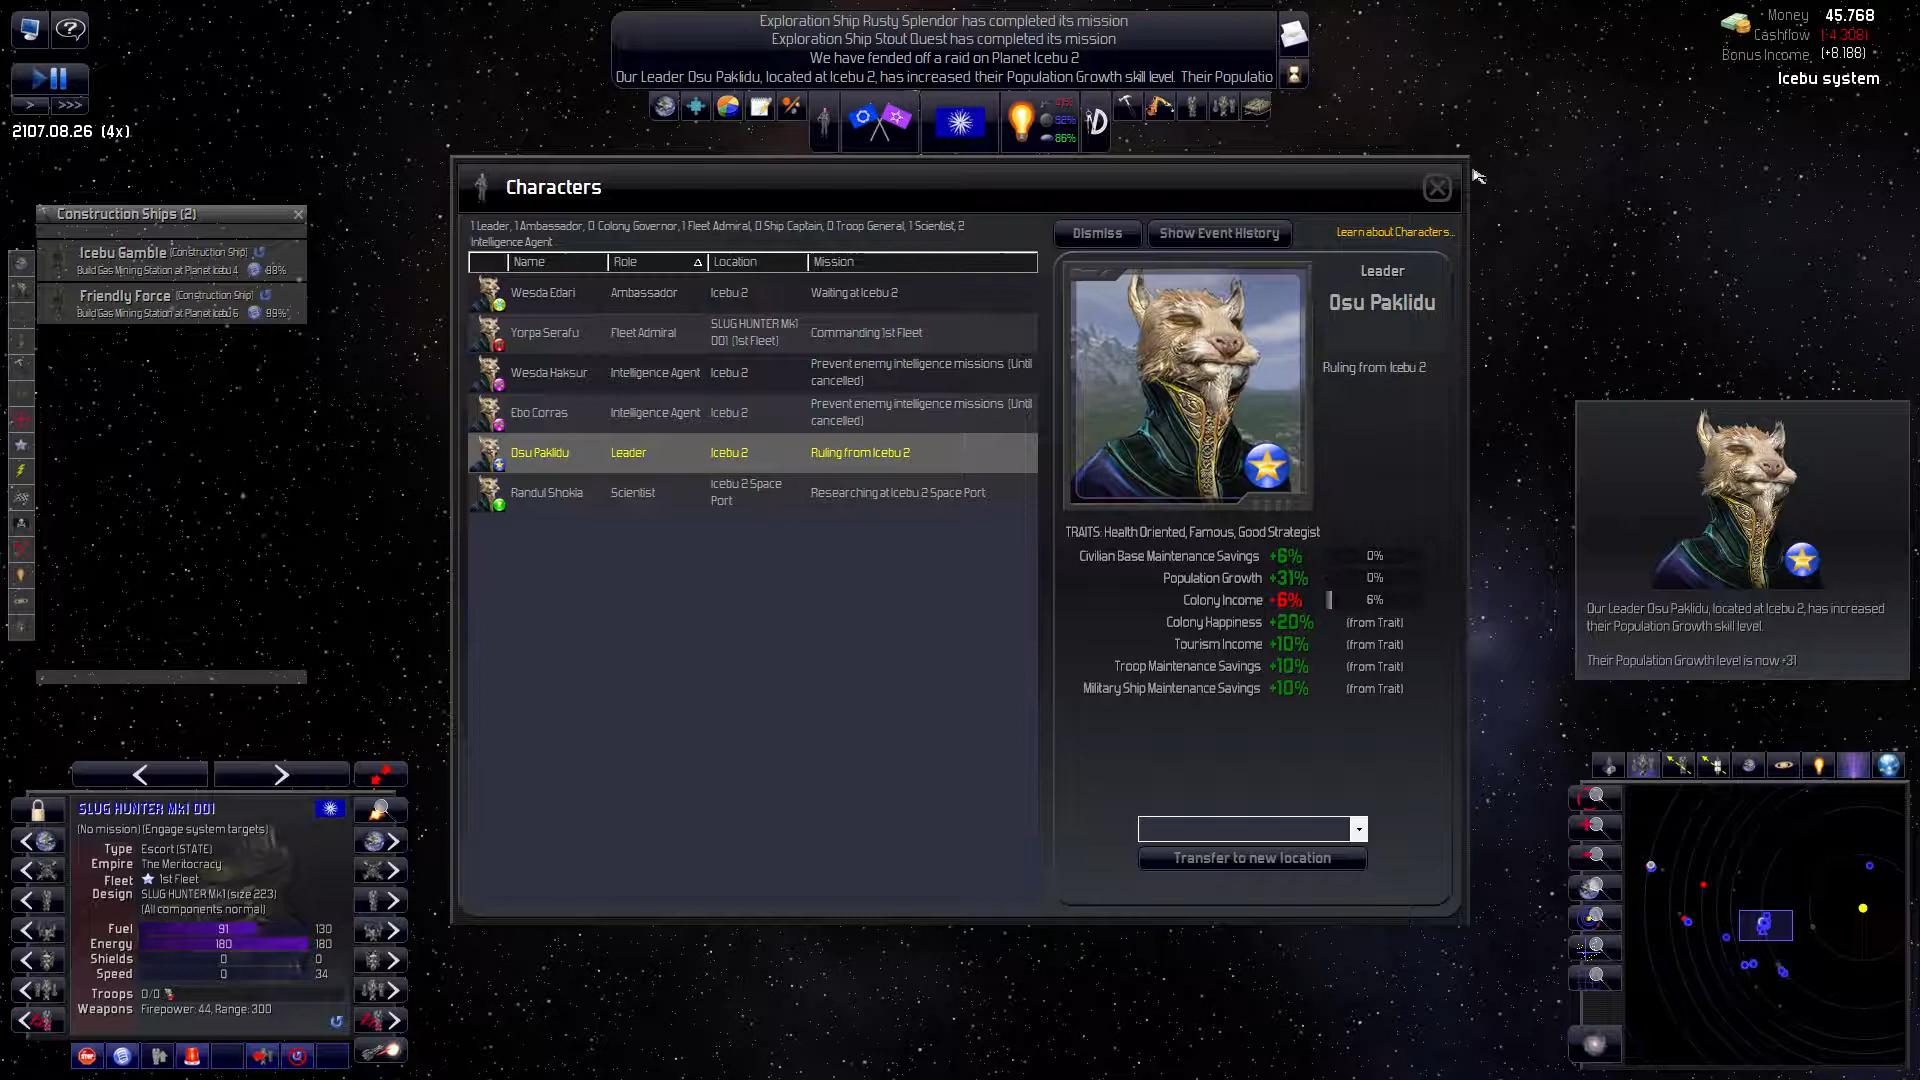 Exploration Ship Rusty Splendor has completed its mission
Exploration Ship Stout Quest has completed its mission
We have fended off a raid on Planet Icebu 2
Our Leader Osu Paklidu, located at Icebu 2, has increased their Population Growth skill level. Their Populatio
Money 45.768
Cashflow (-4.308)
Bonus Income (+8.188)
Icebu system
2107.08.26 (4x)
41%
92%
86%
Construction Ships (2)
Icebu Gamble (Construction Ship)
Build Gas Mining Station at Planet Icebu 4 98%
Friendly Force (Construction Ship)
Build Gas Mining Station at Planet Icebu 6 99%
Characters
1 Leader, 1 Ambassador, 0 Colony Governor, 1 Fleet Admiral, 0 Ship Captain, 0 Troop General, 1 Scientist, 2
Intelligence Agent
Name Role Location Mission
Wesda Edari Ambassador Icebu 2 Waiting at Icebu 2
Yorpa Serafu Fleet Admiral SLUG HUNTER Mk1 001 (1st Fleet) Commanding 1st Fleet
Wesda Haksur Intelligence Agent Icebu 2 Prevent enemy intelligence missions (Until cancelled)
Ebo Corras Intelligence Agent Icebu 2 Prevent enemy intelligence missions (Until cancelled)
Osu Paklidu Leader Icebu 2 Ruling from Icebu 2
Randul Shokia Scientist Icebu 2 Space Port Researching at Icebu 2 Space Port
Dismiss Show Event History Learn about Characters...
Leader
Osu Paklidu
Ruling from Icebu 2
TRAITS: Health Oriented, Famous, Good Strategist
Civilian Base Maintenance Savings +6% 0%
Population Growth +31% 0%
Colony Income -6% 6%
Colony Happiness +20% (from Trait)
Tourism Income +10% (from Trait)
Troop Maintenance Savings +10% (from Trait)
Military Ship Maintenance Savings +10% (from Trait)
Transfer to new location
Our Leader Osu Paklidu, located at Icebu 2, has increased
their Population Growth skill level.
Their Population Growth level is now +31
SLUG HUNTER Mk1 001
(No mission) (Engage system targets)
Type Escort (STATE)
Empire The Meritocracy
Fleet 1st Fleet
Design SLUG HUNTER Mk1 (size 223)
(All components normal)
Fuel 91 130
Energy 180 180
Shields 0 0
Speed 0 34
Troops 0/0
Weapons Firepower: 44, Range: 300
STOP